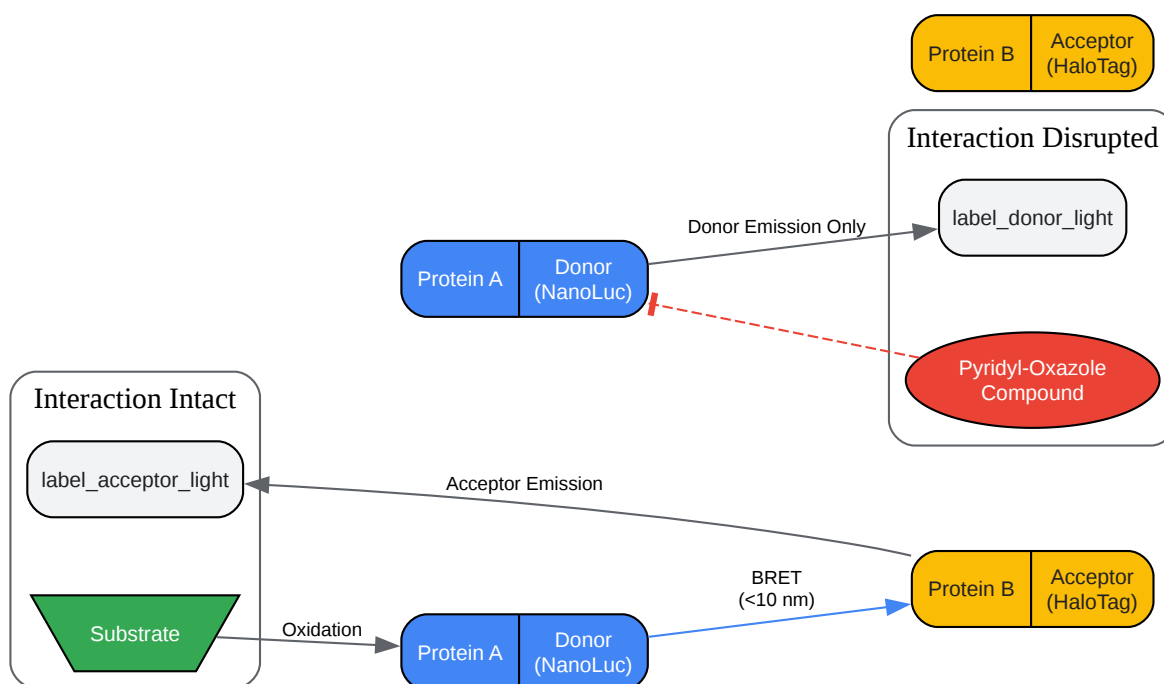 Protein B
Acceptor
(HaloTag)
Interaction Disrupted
label_donor_light
Donor Emission Only
Protein A
Donor
(NanoLuc)
Pyridyl-Oxazole
Compound
Interaction Intact
label_acceptor_light
Acceptor Emission
BRET
(<10 nm)
Protein B
Acceptor
(HaloTag)
Substrate
Oxidation
Protein A
Donor
(NanoLuc)